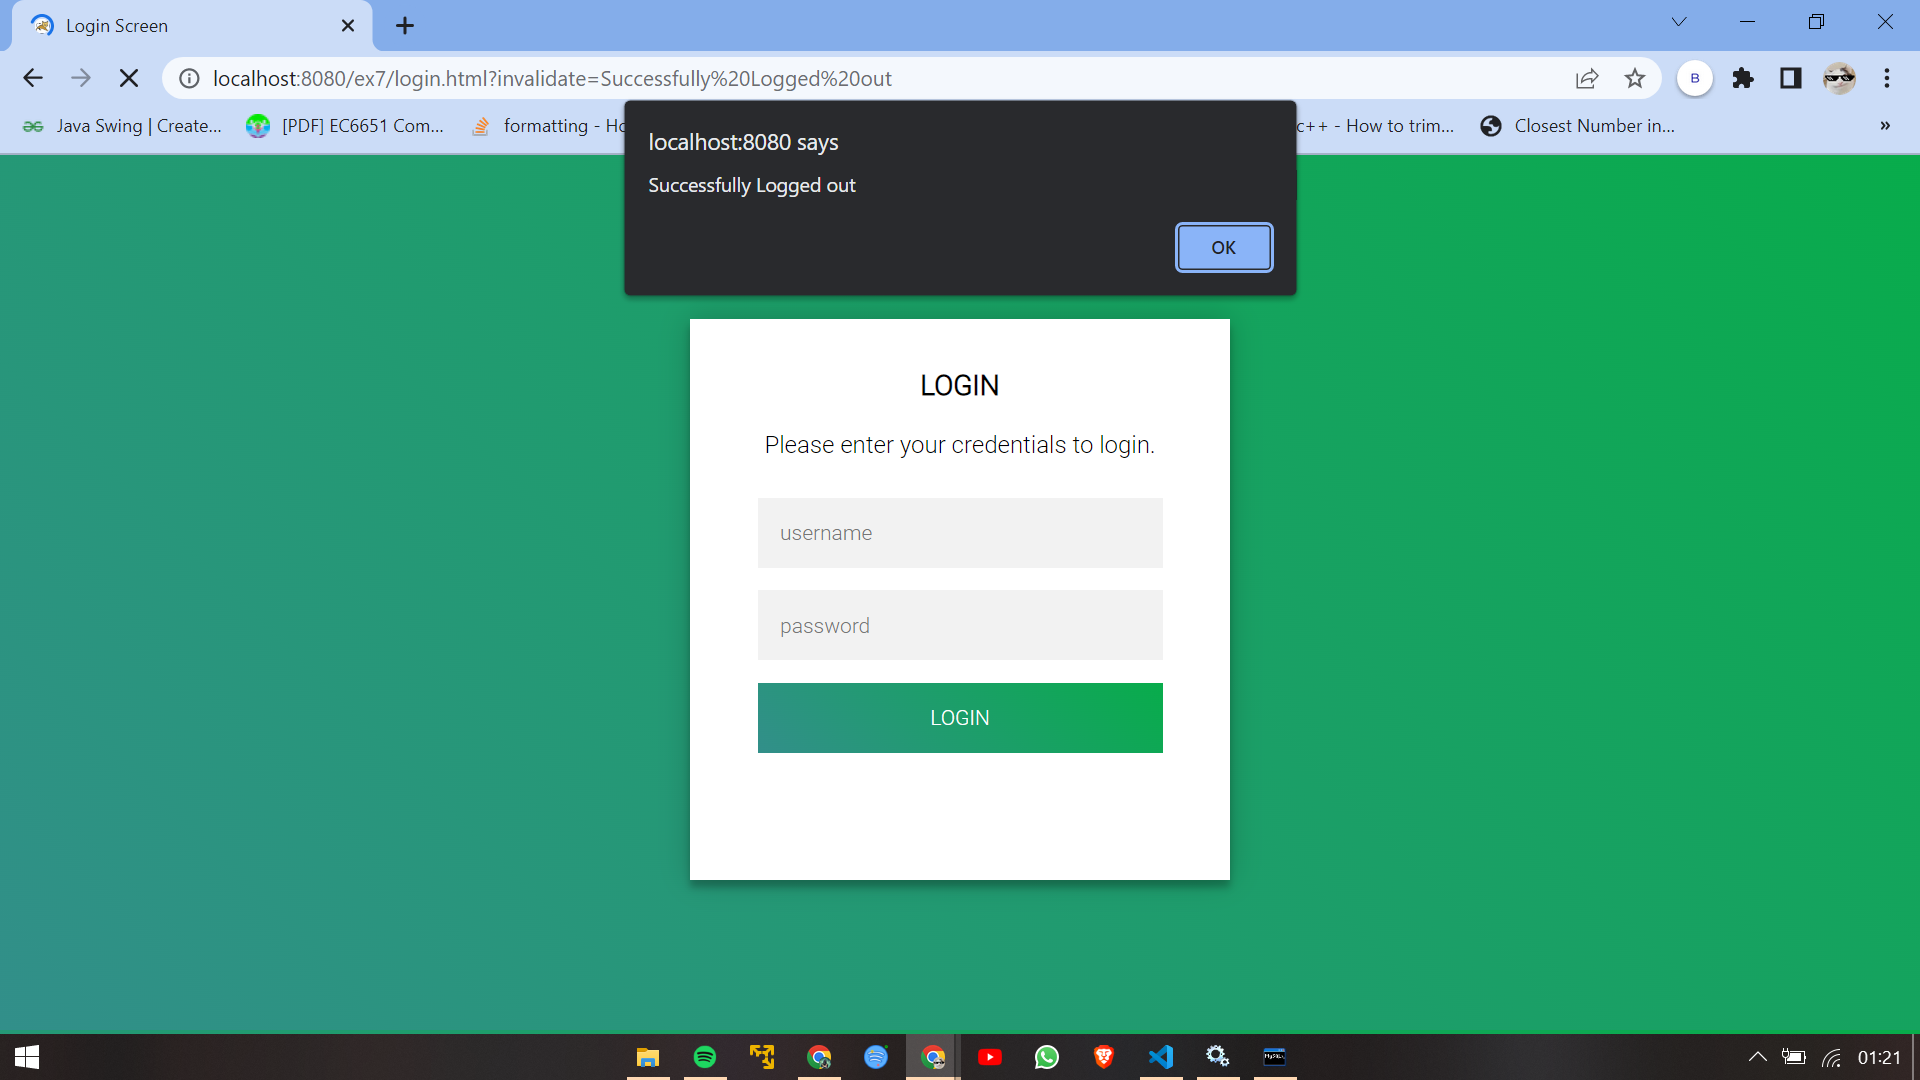 Login Screen
localhost:8080/ex7/login.html?invalidate=Successfully%20Logged%20out
B
Java Swing | Create...
[PDF] EC6651 Com...
formatting - Ho
c++ - How to trim...
Closest Number in...
»
localhost:8080 says
Successfully Logged out
OK
LOGIN
Please enter your credentials to login.
username
password
LOGIN
01:21